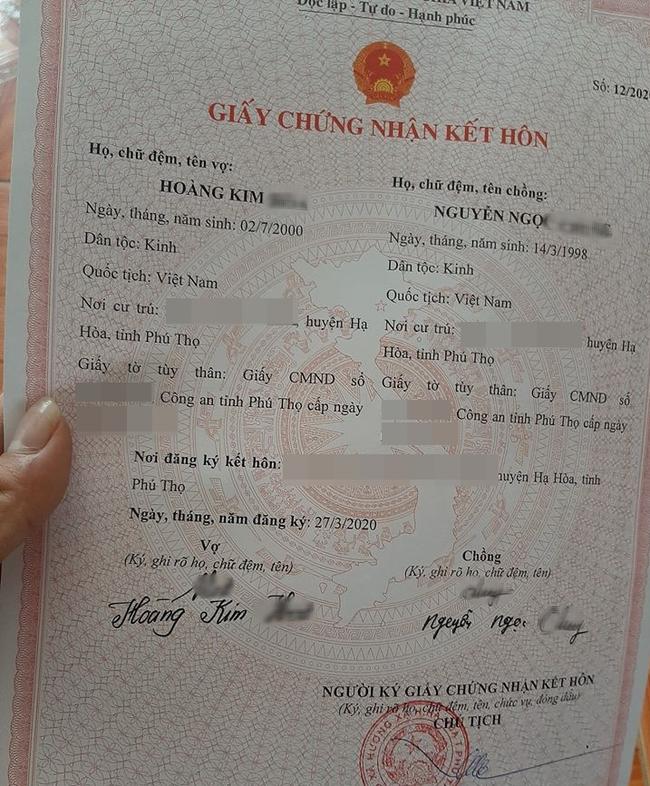 VIỆT NAM
Độc lập - Tự do - Hạnh phúc
Số: 12/202
GIẤY CHỨNG NHẬN KẾT HÔN
Họ, chữ đệm, tên vợ:
HOÀNG KIM
Ngày, tháng, năm sinh: 02/7/2000
Dân tộc: Kinh
Quốc tịch: Việt Nam
Nơi cư trú: , huyện Hạ
Hòa, tỉnh Phú Thọ
Giấy tờ tùy thân: Giấy CMND số
Công an tỉnh Phú Thọ cấp ngày
Họ, chữ đệm, tên chồng:
NGUYỄN NGỌ
Ngày, tháng, năm sinh: 14/3/1998
Dân tộc: Kinh
Quốc tịch: Việt Nam
Nơi cư trú: huyện Hạ
Hòa, tỉnh Phú Thọ
Giấy tờ tùy thân: Giấy CMND số
Công an tỉnh Phú Thọ cấp ngày
Nơi đăng ký kết hôn: huyện Hạ Hòa, tỉnh
Phú Thọ
Ngày, tháng, năm đăng ký: 27/3/2020
Vợ
(Ký, ghi rõ họ, chữ đệm, tên)
Hoàng Kim
Chồng
(Ký, ghi rõ họ, chữ đệm, tên)
Nguyễn Ngọc
NGƯỜI KÝ GIẤY CHỨNG NHẬN KẾT HÔN
(Ký, ghi rõ họ, chữ đệm, tên, chức vụ, đóng dấu)
CHỦ TỊCH